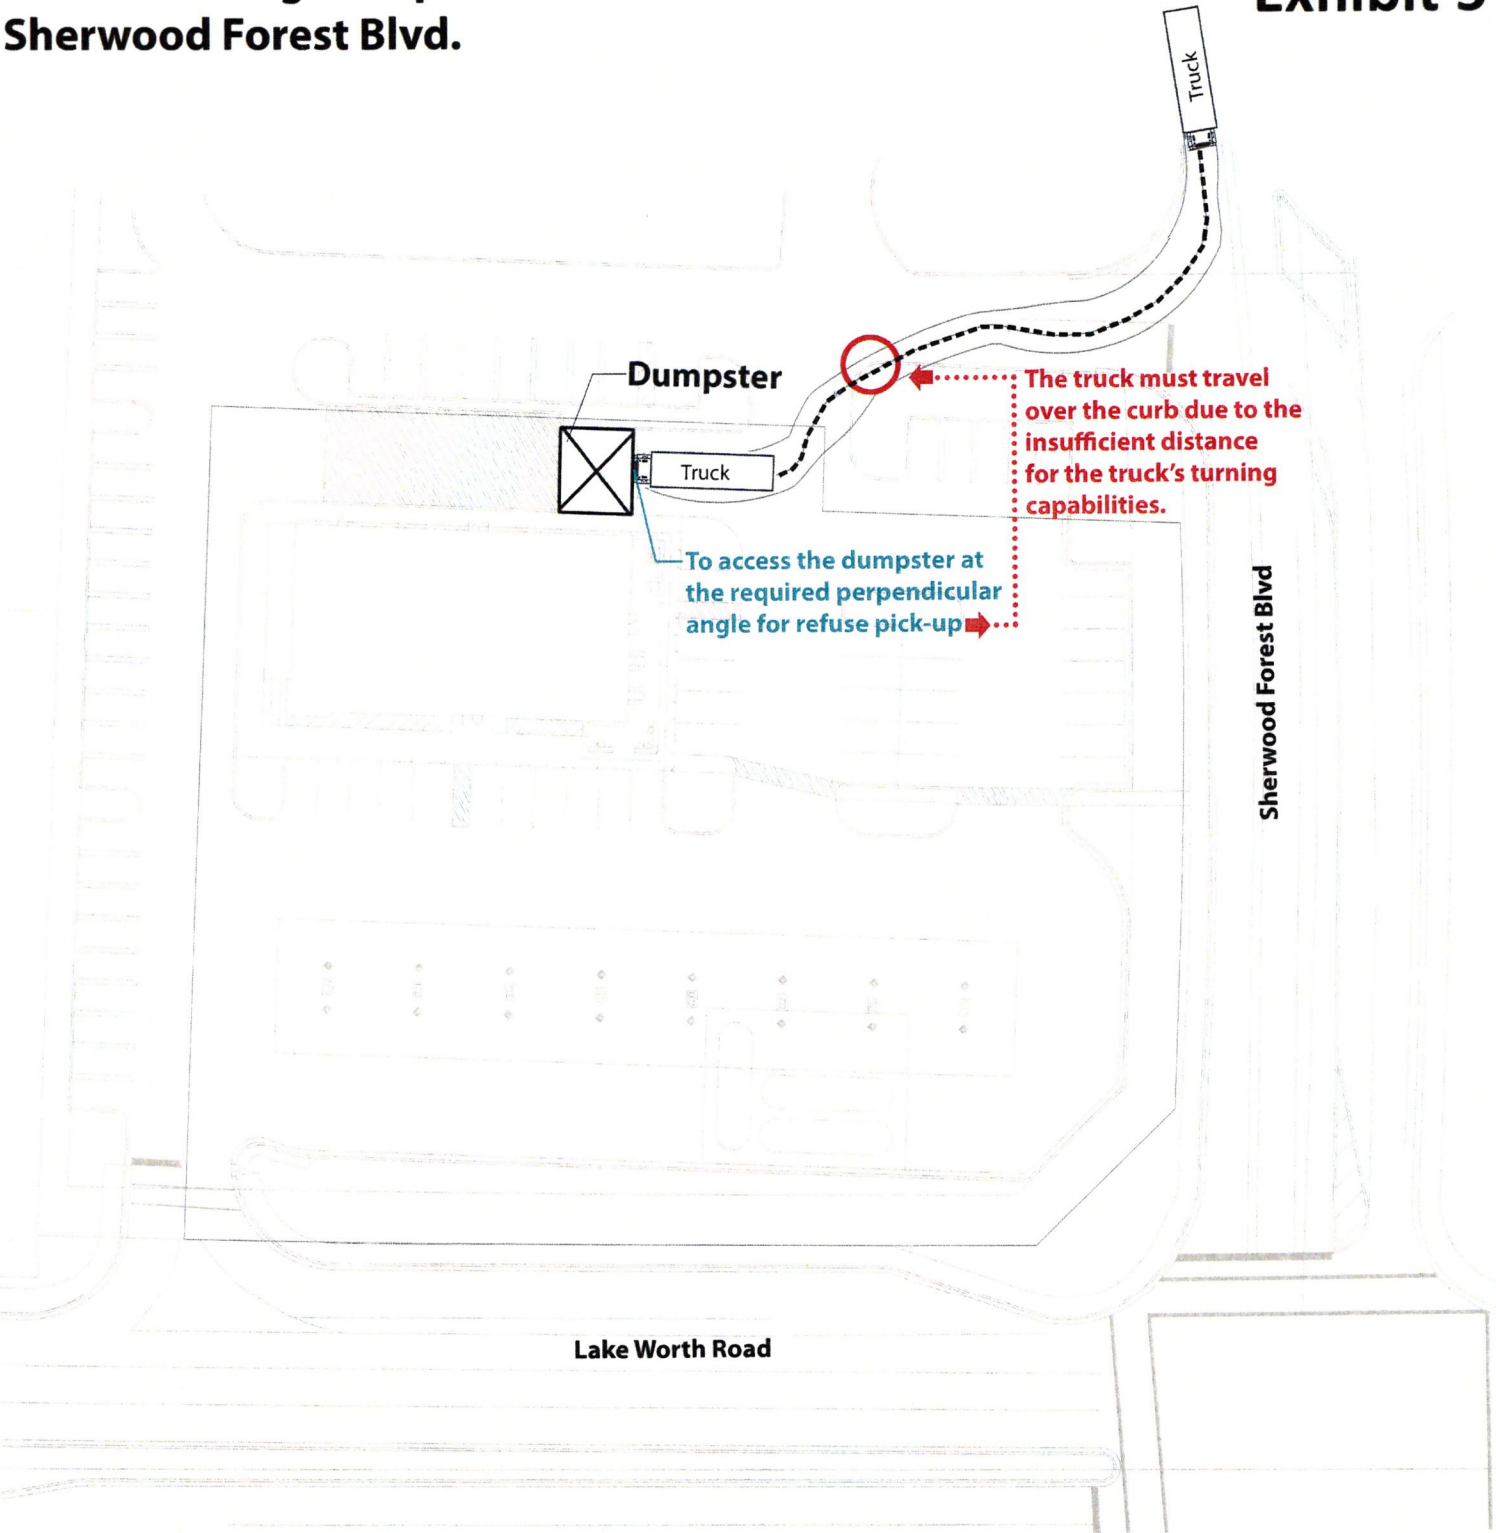 Sherwood Forest Blvd.
Truck
Dumpster
The truck must travel
over the curb due to the
insufficient distance
for the truck's turning
capabilities.
Truck
To access the dumpster at
the required perpendicular
angle for refuse pick-up
Sherwood Forest Blvd
Lake Worth Road